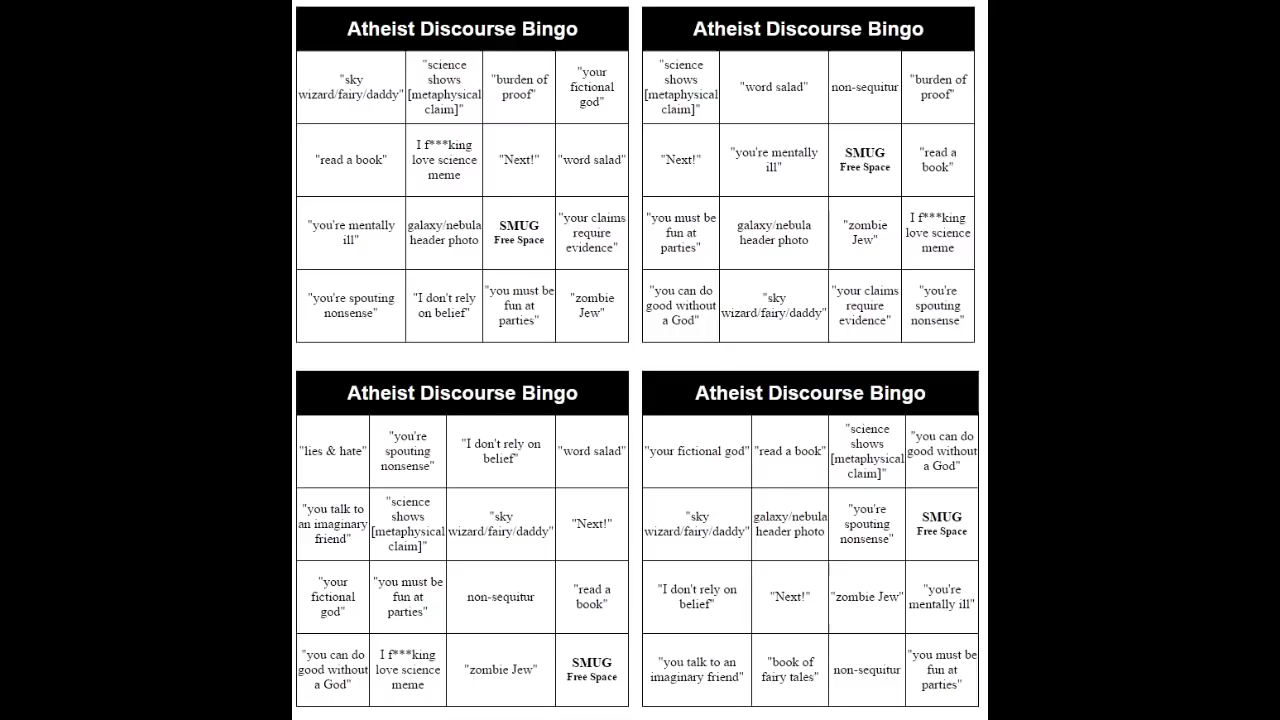 Atheist Discourse Bingo
"sky
wizard/fairy/daddy"
"science
shows
[metaphysical
claim]"
"burden of
proof"
"your
fictional
god"
"read a book"
I f***king
love science
meme
"Next!"
"word salad"
"you're mentally
ill"
galaxy/nebula
header photo
SMUG
Free Space
"your claims
require
evidence"
"you're spouting
nonsense"
"I don't rely
on belief"
"you must be
fun at
parties"
"zombie
Jew"
Atheist Discourse Bingo
"science
shows
[metaphysical
claim]"
"word salad"
non-sequitur
"burden of
proof"
"Next!"
"you're mentally
ill"
SMUG
Free Space
"read a
book"
"you must be
fun at
parties"
galaxy/nebula
header photo
"zombie
Jew"
I f***king
love science
meme
"you can do
good without
a God"
"sky
wizard/fairy/daddy"
"your claims
require
evidence"
"you're
spouting
nonsense"
Atheist Discourse Bingo
"lies & hate"
"you're
spouting
nonsense"
"I don't rely on
belief"
"word salad"
"you talk to
an imaginary
friend"
"science
shows
[metaphysical
claim]"
"sky
wizard/fairy/daddy"
"Next!"
"your
fictional
god"
"you must be
fun at
parties"
non-sequitur
"read a
book"
"you can do
good without
a God"
I f***king
love science
meme
"zombie Jew"
SMUG
Free Space
Atheist Discourse Bingo
"your fictional god"
"read a book"
"science
shows
[metaphysical
claim]"
"you can do
good without
a God"
"sky
wizard/fairy/daddy"
galaxy/nebula
header photo
"you're
spouting
nonsense"
SMUG
Free Space
"I don't rely on
belief"
"Next!"
"zombie Jew"
"you're
mentally ill"
"you talk to an
imaginary friend"
"book of
fairy tales"
non-sequitur
"you must be
fun at
parties"